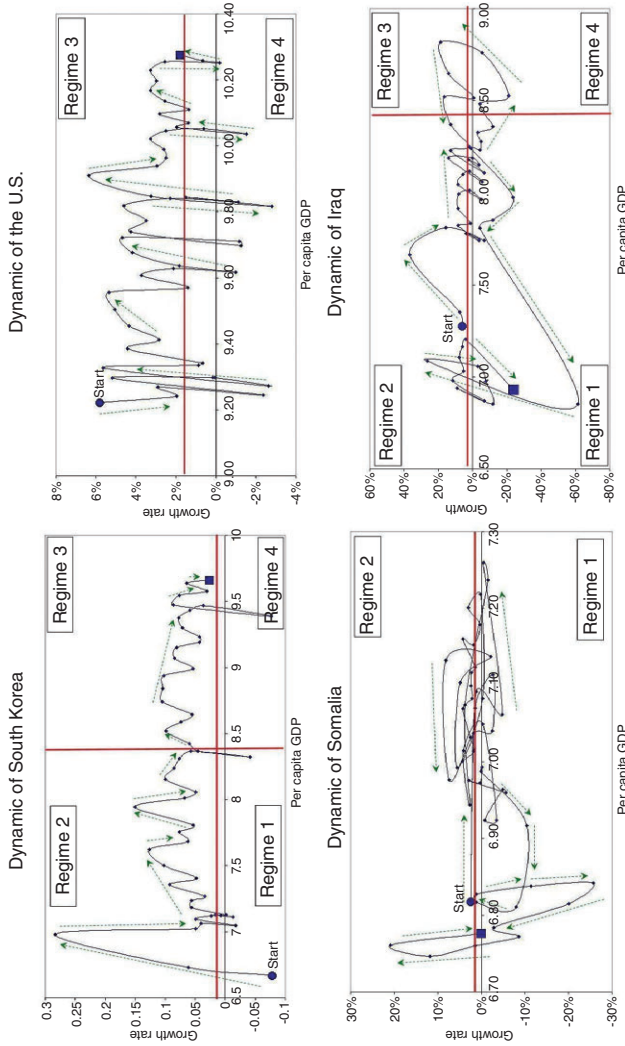 Dynamic of South Korea
Regime 2
Regime 3
Growth rate
0.3
0.25
0.2
0.15
0.1
0.05
0
-0.05
-0.1
6.5
7
7.5
8
8.5
9
9.5
10
Start
Regime 1
Regime 4
Per capita GDP
Dynamic of the U.S.
Regime 3
Growth rate
8%
6%
4%
2%
0%
-2%
-4%
Start
9.00
9.20
9.40
9.60
9.80
10.00
10.20
10.40
Regime 4
Per capita GDP
Dynamic of Somalia
Regime 2
Growth rate
30%
20%
10%
0%
-10%
-20%
-30%
Start
6.70
6.80
6.90
7.00
7.10
7.20
7.30
Regime 1
Per capita GDP
Dynamic of Iraq
Regime 2
Regime 3
Growth
60%
40%
20%
0%
-20%
-40%
-60%
-80%
Start
6.50
7.00
7.50
8.00
8.50
9.00
Regime 1
Regime 4
Per capita GDP